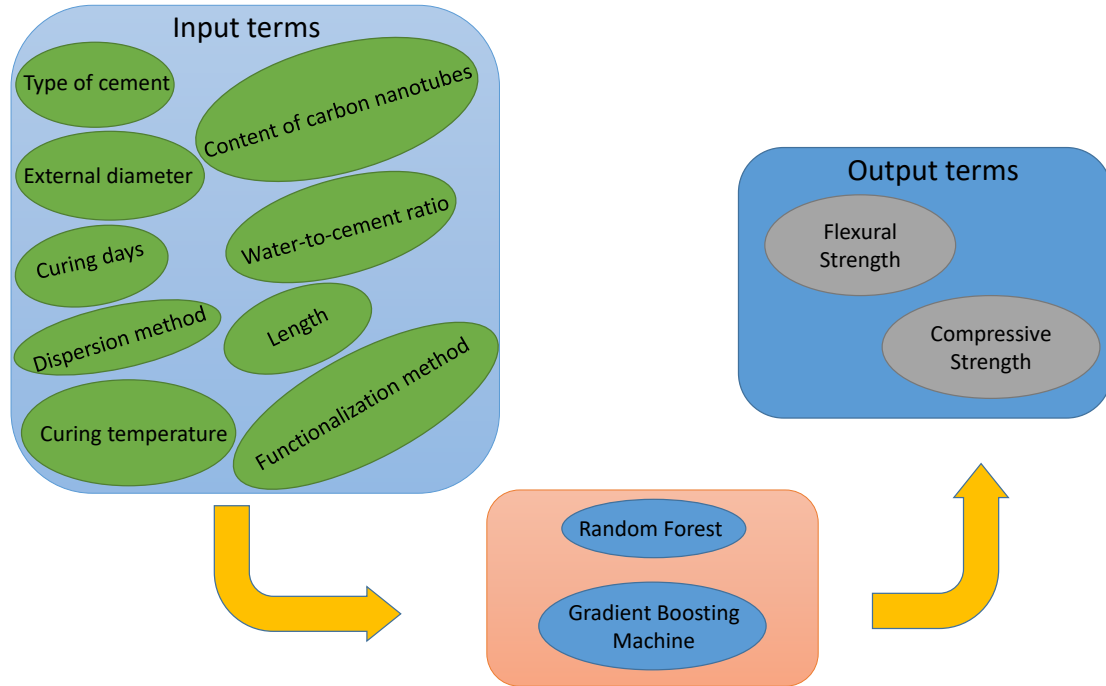 Input terms
Type of cement
Content of carbon nanotubes
External diameter
Water-to-cement ratio
Curing days
Length
Dispersion method
Functionalization method
Curing temperature
Output terms
Flexural
Strength
Compressive
Strength
Random Forest
Gradient Boosting
Machine